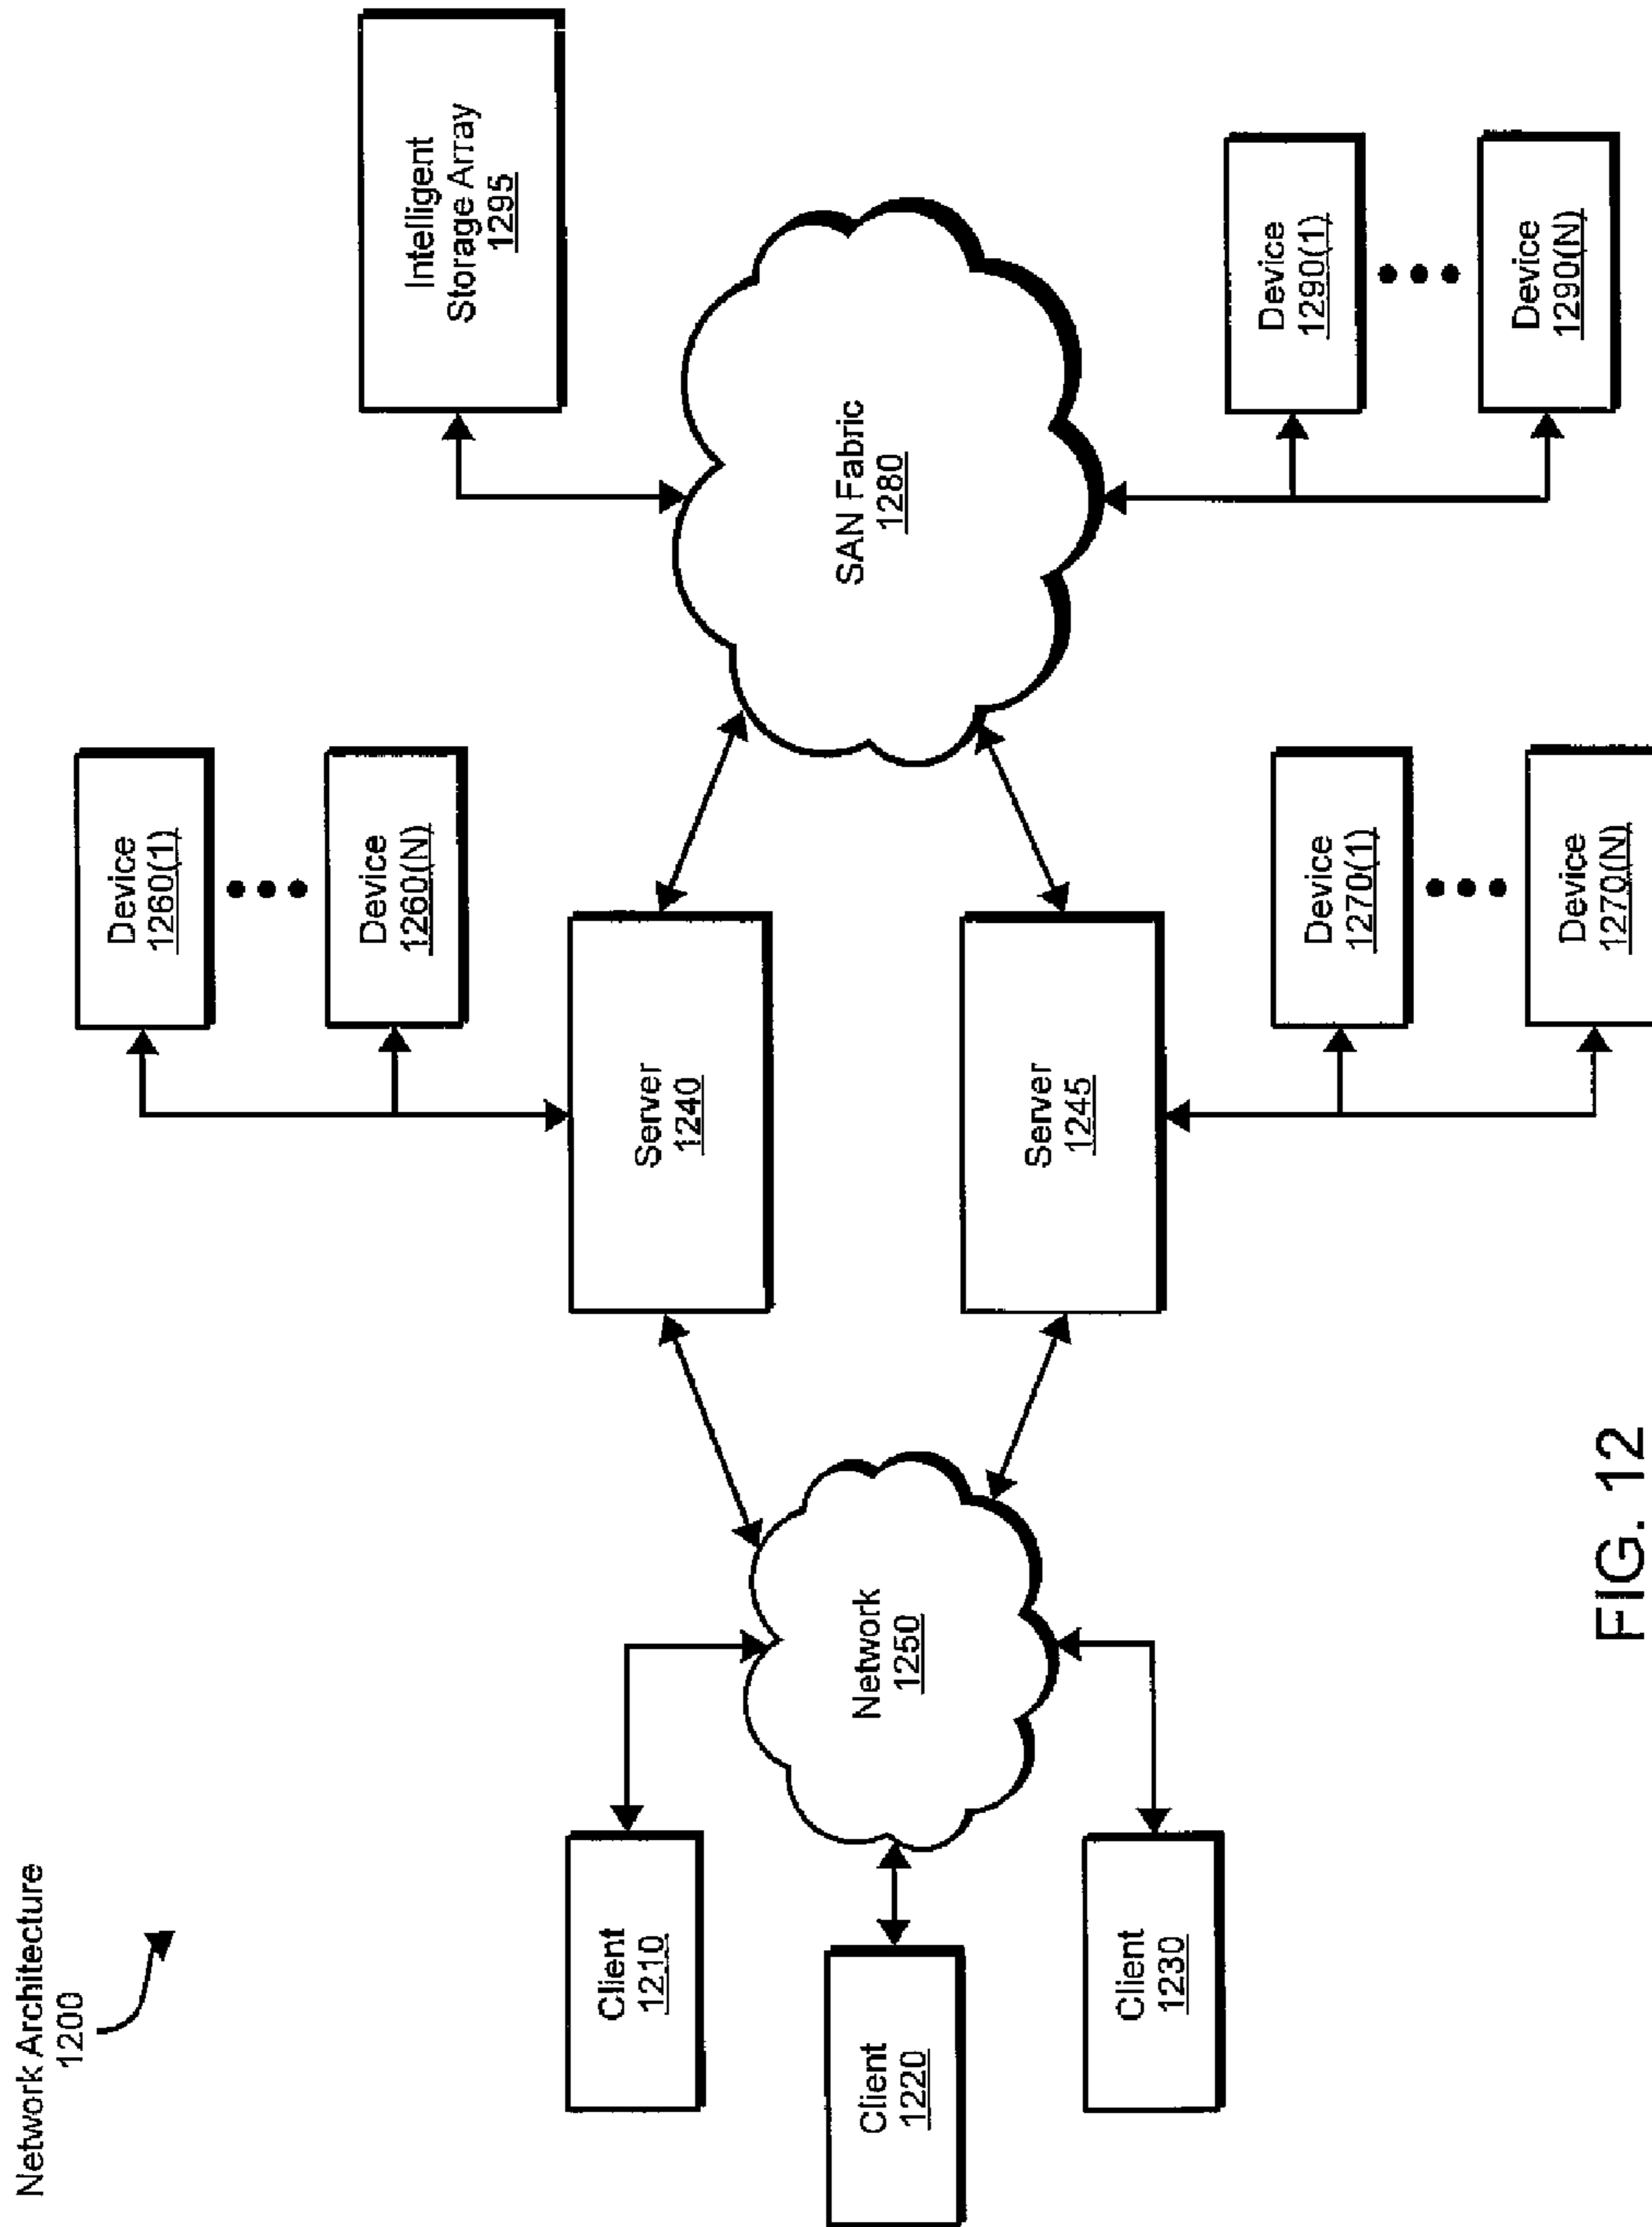 Network Architecture
1200
Device
1260(1)
Device
1260(N)
Intelligent
Storage Array
1295
Client
1210
Server
1240
Client
1220
Network
1250
SAN Fabric
1280
Client
1230
Server
1245
Device
1270(1)
Device
1270(N)
Device
1290(1)
Device
1290(N)
FIG. 12